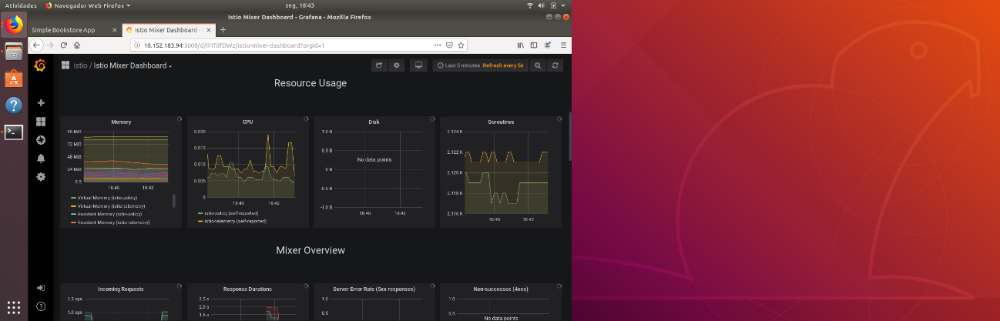 Atividades Navegador Web Firefox seg, 18:43
Istio Mixer Dashboard - Grafana - Mozilla Firefox
Simple Bookstore App Istio Mixer Dashboard -
10.152.183.94:3000/d/
/istio-mixer-dashboard?orgId=1
istio / Istio Mixer Dashboard Last 5 minutes Refresh every 5s
Resource Usage
Memory
96 MiB
72 MiB
48 MiB
24 MiB
0 B
18:40 18:42
Virtual Memory (istio-policy)
Virtual Memory (istio-telemetry)
Resident Memory (istio-policy)
Resident Memory (istio-telemetry)
CPU
0.020
0.015
0.010
0.005
0
18:40 18:42
istio-policy (self-reported)
istio-telemetry (self-reported)
Disk
1.0 B
0.5 B
0 B
-0.5 B
-1.0 B
No data points
18:40 18:42
Goroutines
2.124 K
2.122 K
2.120 K
2.118 K
2.116 K
18:40 18:42
Mixer Overview
Incoming Requests
1.5 ops
1.0 ops
Response Durations
2.5 s
2.0 s
1.5 s
Server Error Rate (5xx responses)
1.0
0.5
Non-successes (4xxs)
1.0
0.5
No data points